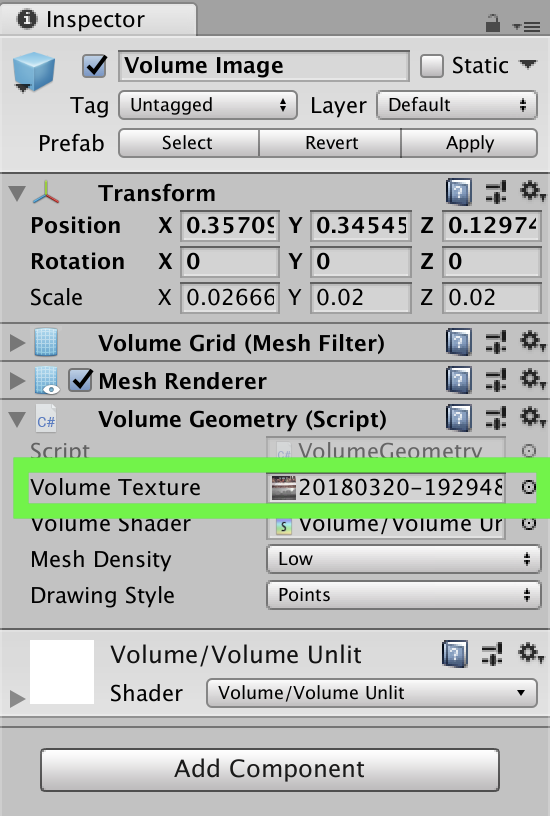 Inspector
Volume Image Static
Tag Untagged Layer Default
Prefab Select Revert Apply
Transform
Position X 0.35709 Y 0.34545 Z 0.12974
Rotation X 0 Y 0 Z 0
Scale X 0.02666 Y 0.02 Z 0.02
Volume Grid (Mesh Filter)
Mesh Renderer
C# Volume Geometry (Script)
Script C# VolumeGeometry
Volume Texture 20180320-192948
Volume Shader S Volume/Volume Un
Mesh Density Low
Drawing Style Points
Volume/Volume Unlit
Shader Volume/Volume Unlit
Add Component